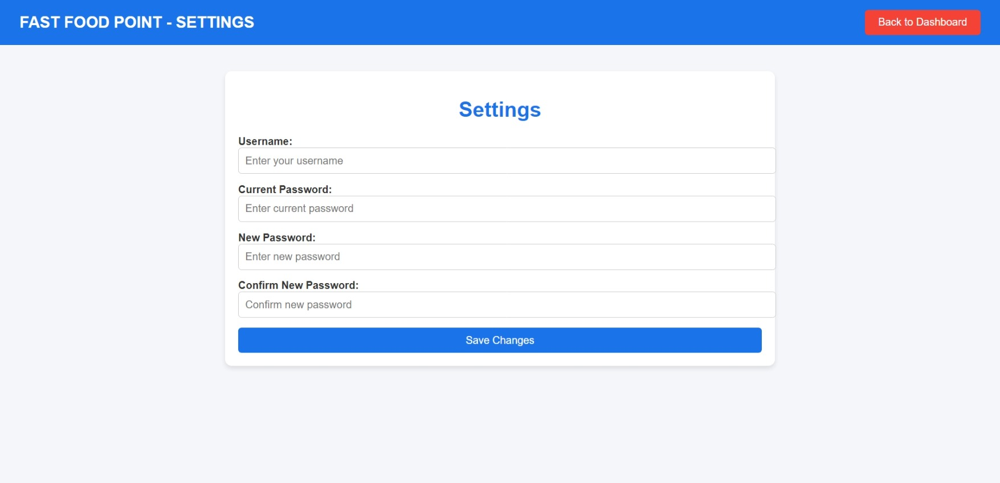 FAST FOOD POINT - SETTINGS
Back to Dashboard
Settings
Username:
Enter your username
Current Password:
Enter current password
New Password:
Enter new password
Confirm New Password:
Confirm new password
Save Changes